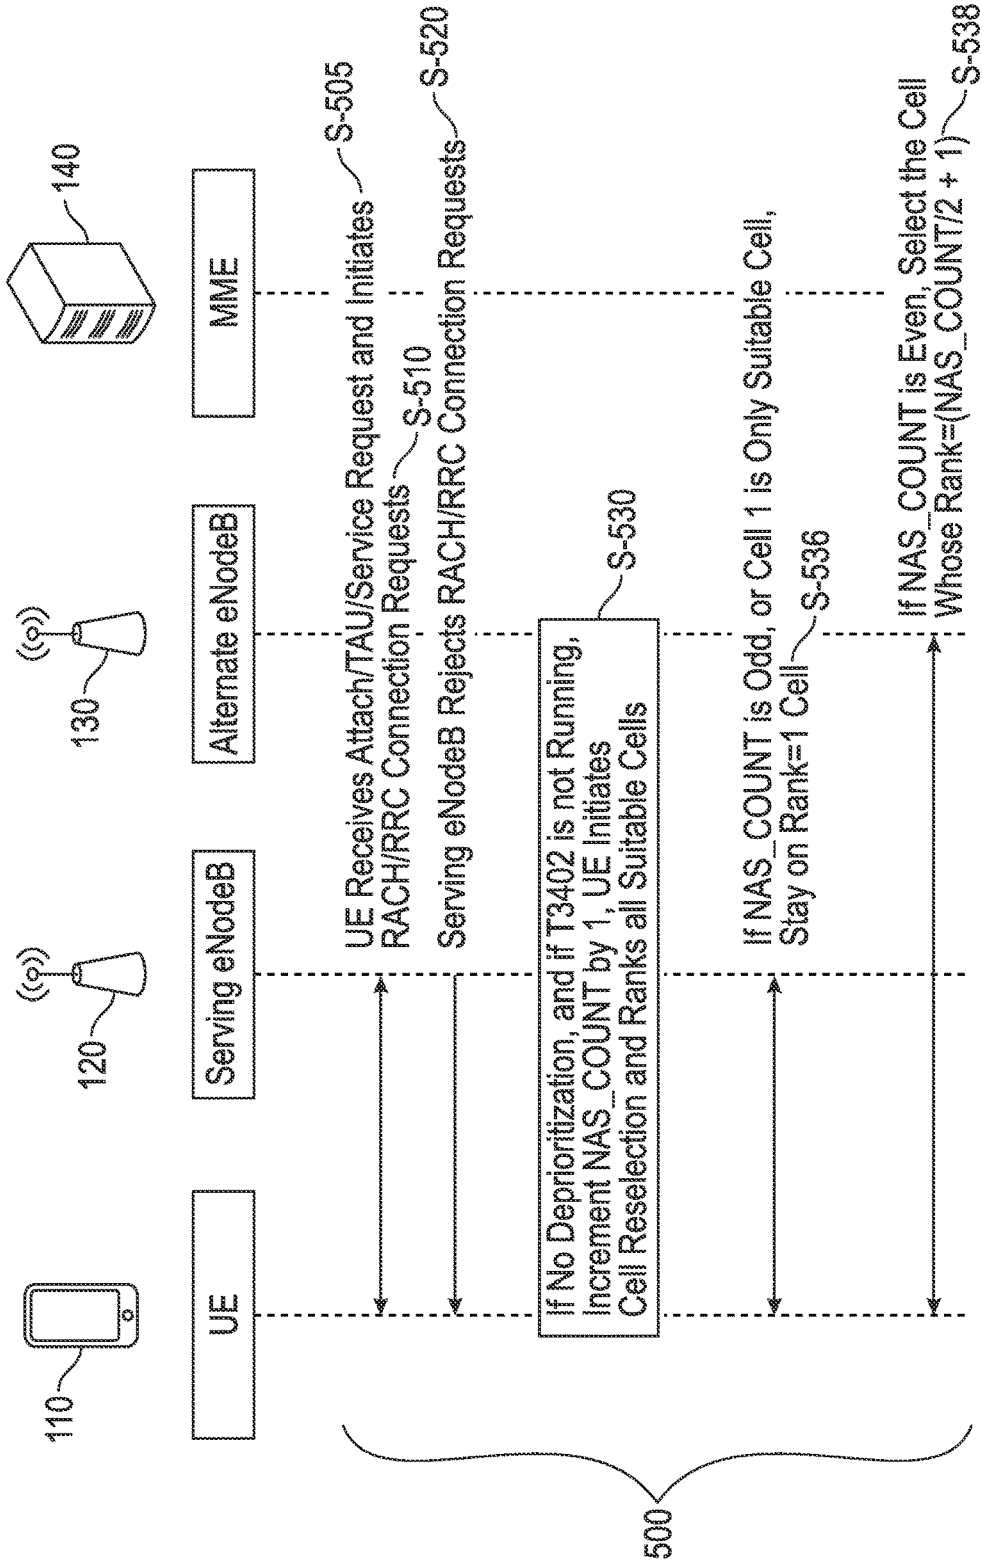 110
120
130
140
UE
Serving eNodeB
Alternate eNodeB
MME
UE Receives Attach/TAU/Service Request and Initiates S-505
RACH/RRC Connection Requests S-510
Serving eNodeB Rejects RACH/RRC Connection Requests S-520
If No Deprioritization, and if T3402 is not Running,
Increment NAS_COUNT by 1, UE Initiates
Cell Reselection and Ranks all Suitable Cells
S-530
If NAS_COUNT is Odd, or Cell 1 is Only Suitable Cell,
Stay on Rank=1 Cell S-536
If NAS_COUNT is Even, Select the Cell
Whose Rank=(NAS_COUNT/2 + 1) S-538
500